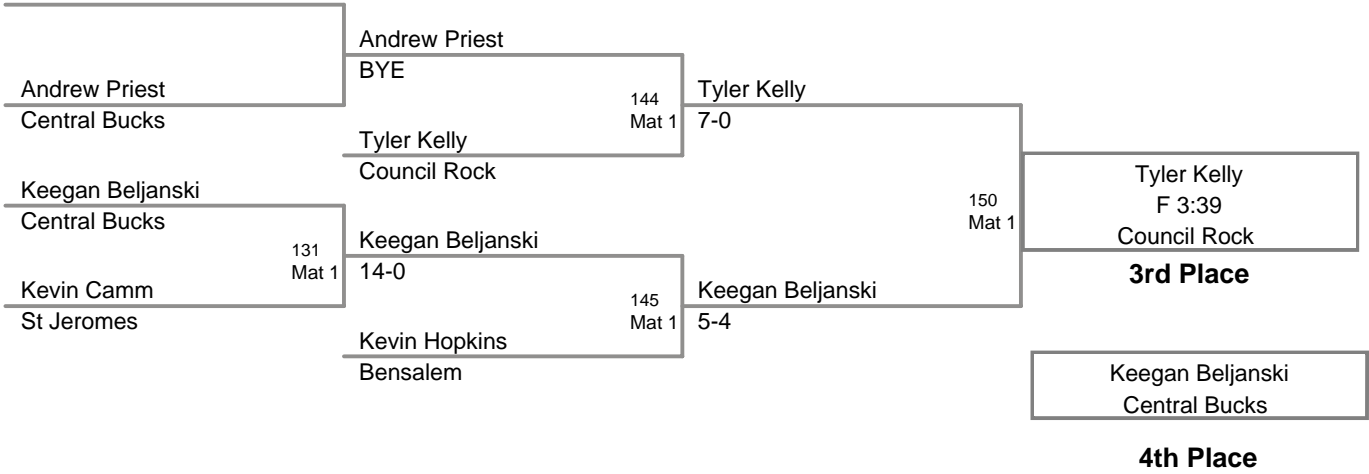 Andrew Priest
BYE
Andrew Priest
Central Bucks
144
Mat 1
Tyler Kelly
7-0
Tyler Kelly
Council Rock
Keegan Beljanski
Central Bucks
131
Mat 1
Keegan Beljanski
14-0
Kevin Camm
St Jeromes
145
Mat 1
Keegan Beljanski
5-4
Kevin Hopkins
Bensalem
150
Mat 1
Tyler Kelly
F 3:39
Council Rock
3rd Place
Keegan Beljanski
Central Bucks
4th Place